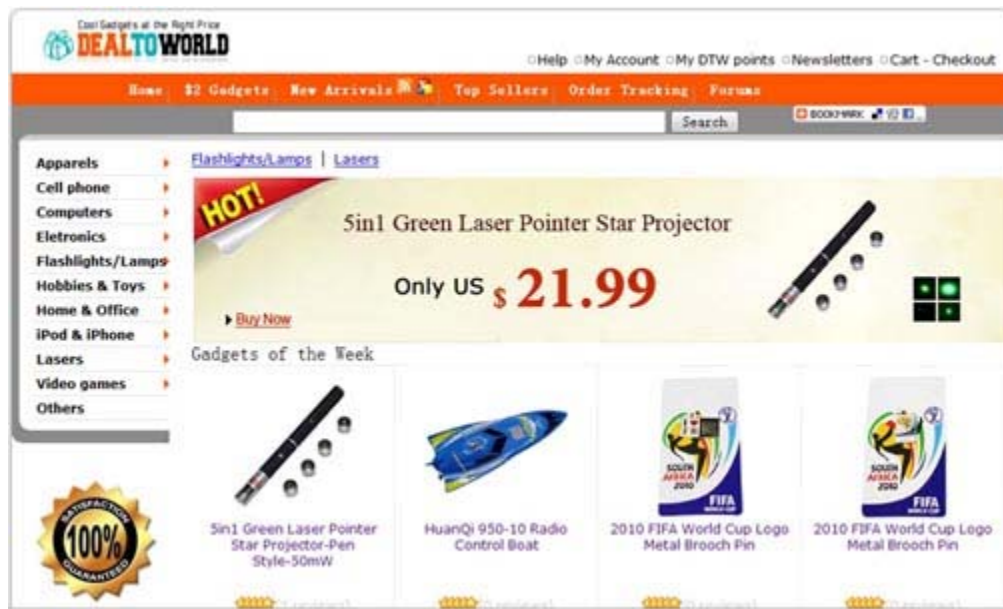 Cool Gadgets at the Right Price
DEALTOWORLD
Help My Account My DTW points Newsletters Cart - Checkout
Home $2 Gadgets New Arrivals Top Sellers Order Tracking Forums
Search
BOOKMARK
Apparels
Cell phone
Computers
Eletronics
Flashlights/Lamps
Hobbies & Toys
Home & Office
iPod & iPhone
Lasers
Video games
Others
Flashlights/Lamps | Lasers
HOT!
5in1 Green Laser Pointer Star Projector
Only US $ 21.99
Buy Now
Gadgets of the Week
SOUTH AFRICA
2010
FIFA
WORLD CUP
SOUTH AFRICA
2010
FIFA
WORLD CUP
5in1 Green Laser Pointer
Star Projector-Pen
Style-50mW
HuanQi 950-10 Radio
Control Boat
2010 FIFA World Cup Logo
Metal Brooch Pin
2010 FIFA World Cup Logo
Metal Brooch Pin
SATISFACTION
100%
GUARANTEED